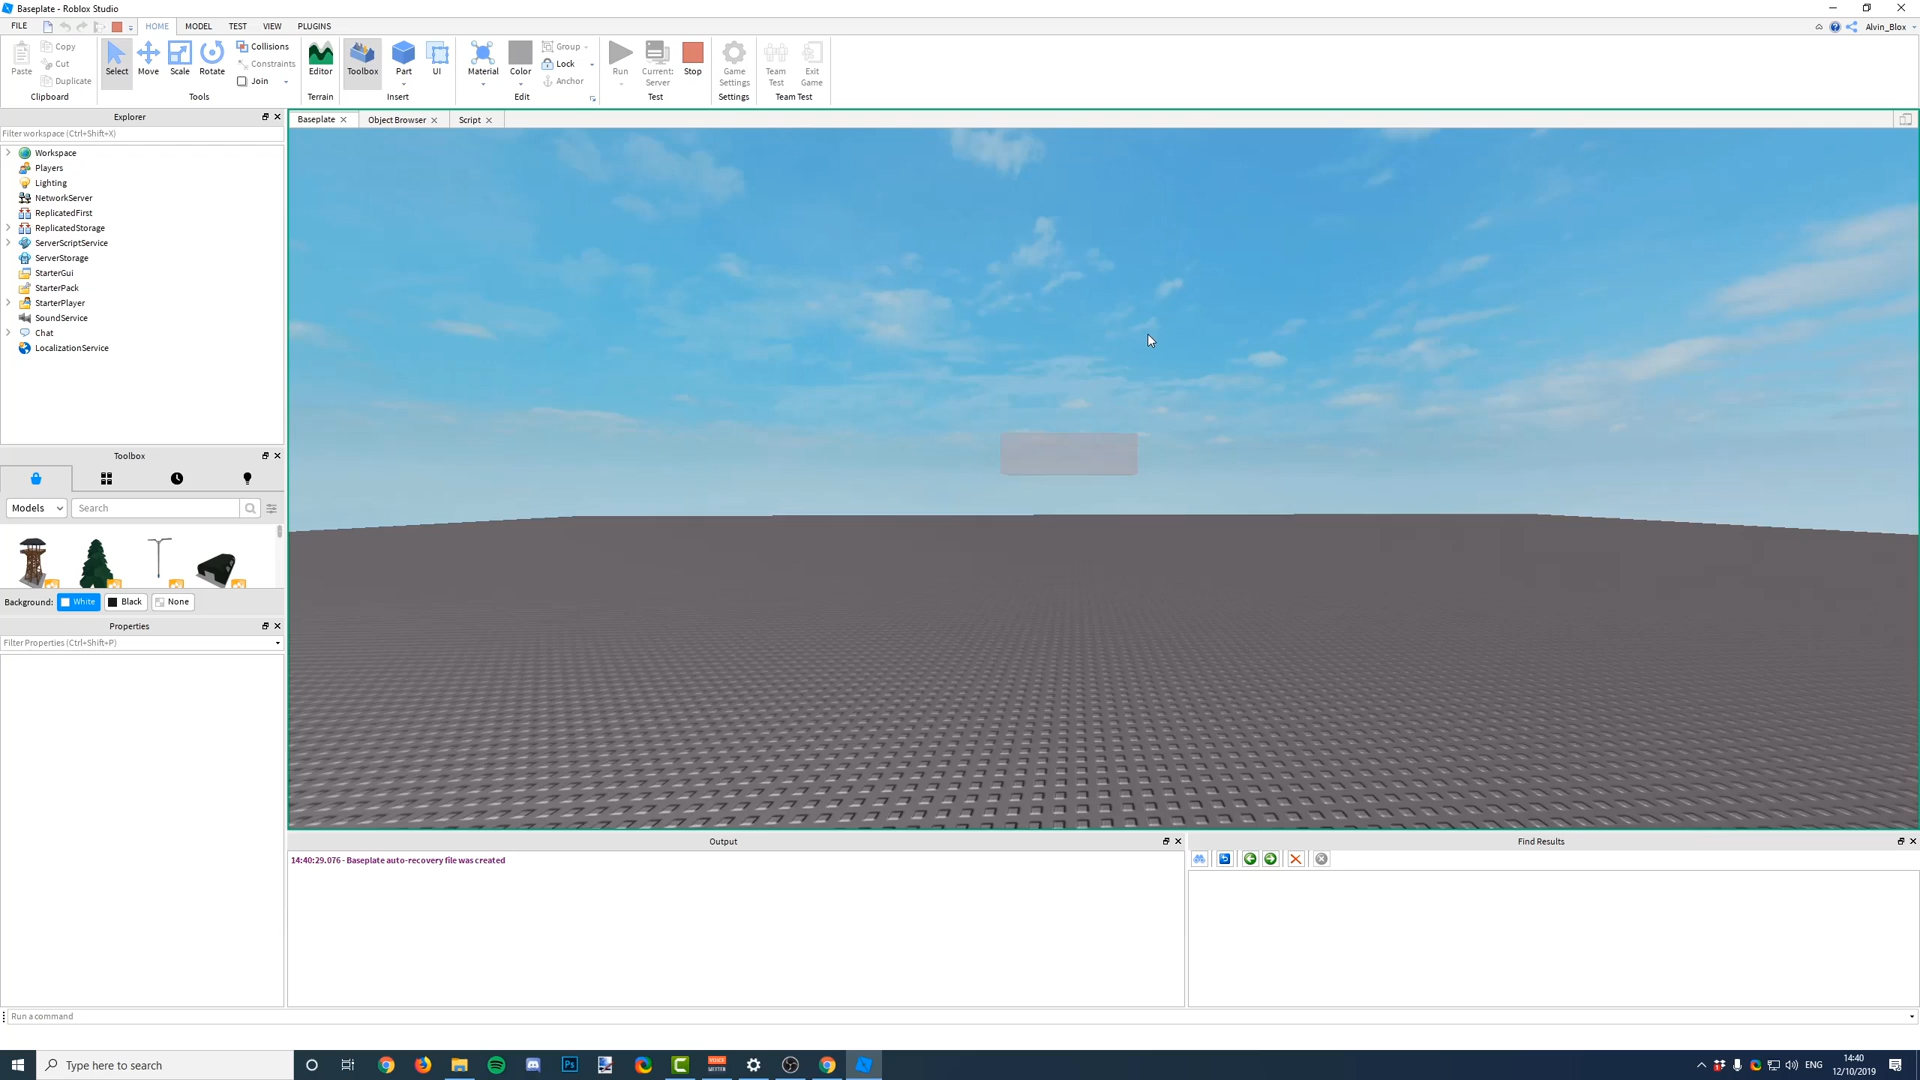 Baseplate - Roblox Studio
FILE HOME MODEL TEST VIEW PLUGINS Alvin_Blox
Paste Copy Cut Duplicate Clipboard
Select Move Scale Rotate Collisions Constraints Join Tools
Editor Terrain
Toolbox Part UI Insert
Material Color Group Lock Anchor Edit
Run Current: Server Stop Test
Game Settings Settings
Team Test Exit Game Team Test
Explorer
Filter workspace (Ctrl+Shift+X)
Workspace
Players
Lighting
NetworkServer
ReplicatedFirst
ReplicatedStorage
ServerScriptService
ServerStorage
StarterGui
StarterPack
StarterPlayer
SoundService
Chat
LocalizationService
Toolbox
Models Search
Background: White Black None
Properties
Filter Properties (Ctrl+Shift+P)
Baseplate Object Browser Script
Output
14:40:29.076 - Baseplate auto-recovery file was created
Find Results
Run a command
Type here to search
Ps
ENG
14:40
12/10/2019